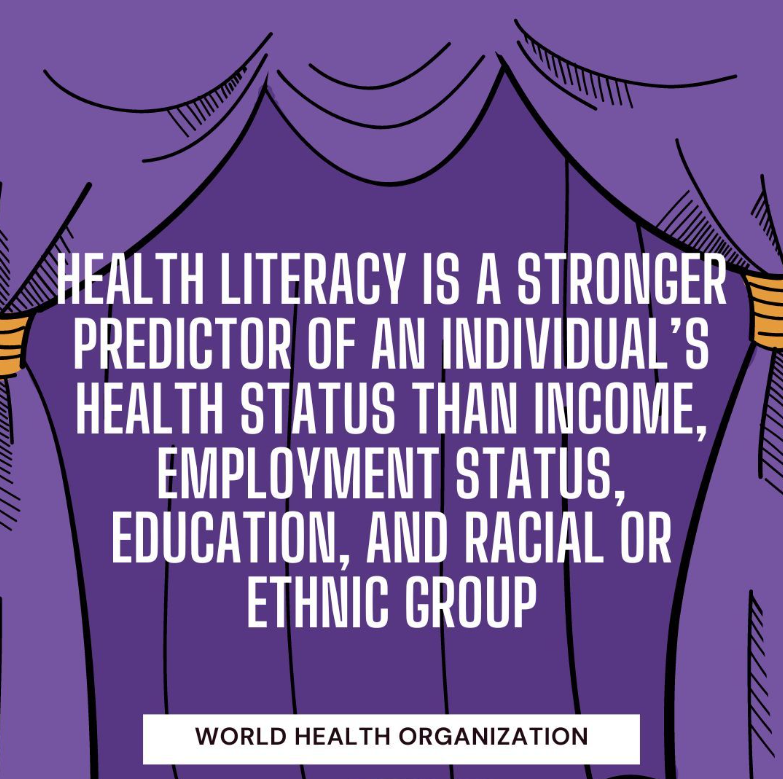 HEALTH LITERACY IS A STRONGER
PREDICTOR OF AN INDIVIDUAL’S
HEALTH STATUS THAN INCOME,
EMPLOYMENT STATUS,
EDUCATION, AND RACIAL OR
ETHNIC GROUP
WORLD HEALTH ORGANIZATION